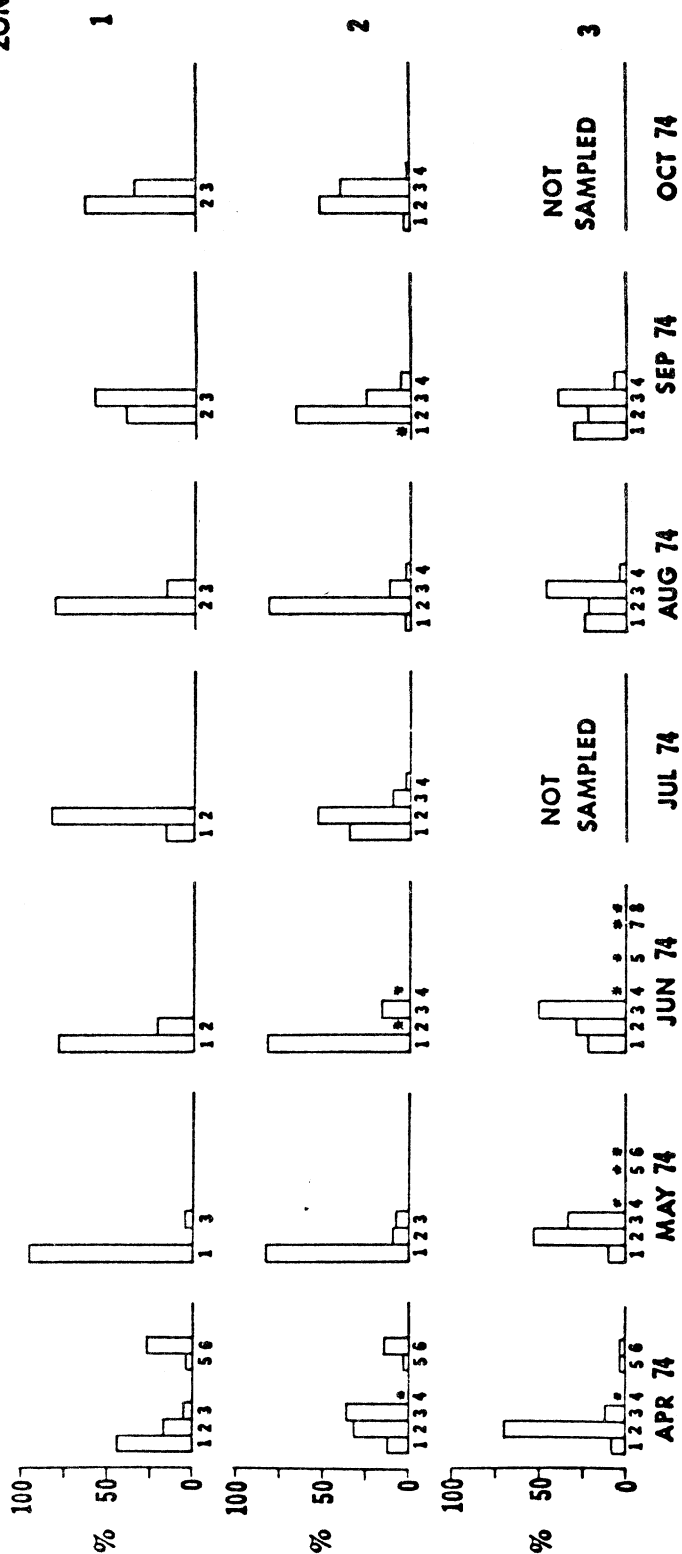 ZON
100
50
0
%
1 2 3 5 6
1 3
1 2
1 2
2 3
2 3
2 3
1
100
50
0
%
*
1 2 3 4 5 6
1 2 3
* *
1 2 3 4
1 2 3 4
1 2 3 4
*
1 2 3 4
1 2 3 4
2
100
50
0
%
*
1 2 3 4 5 6
* * *
1 2 3 4 5 6
* * * *
1 2 3 4 5 7 8
NOT
SAMPLED
1 2 3 4
1 2 3 4
NOT
SAMPLED
3
APR 74
MAY 74
JUN 74
JUL 74
AUG 74
SEP 74
OCT 74